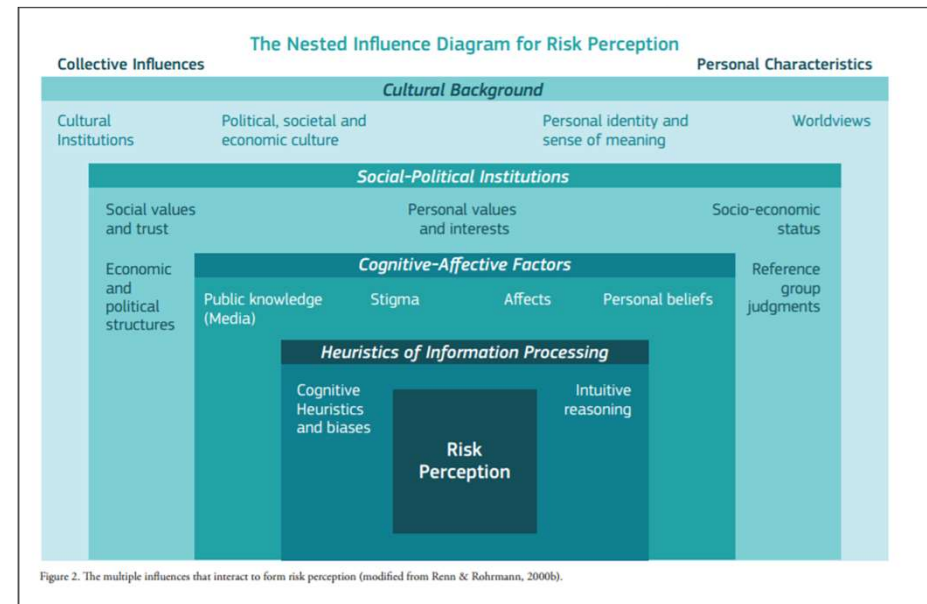 The Nested Influence Diagram for Risk Perception
Collective Influences
Personal Characteristics
Cultural Background
Cultural
Institutions
Political, societal and
economic culture
Personal identity and
sense of meaning
Worldviews
Social-Political Institutions
Social values
and trust
Personal values
and interests
Socio-economic
status
Economic
and
political
structures
Cognitive-Affective Factors
Public knowledge
(Media)
Stigma
Affects
Personal beliefs
Reference
group
judgments
Heuristics of Information Processing
Cognitive
Heuristics
and biases
Intuitive
reasoning
Risk
Perception
Figure 2. The multiple influences that interact to form risk perception (modified from Renn & Rohrmann, 2000b).